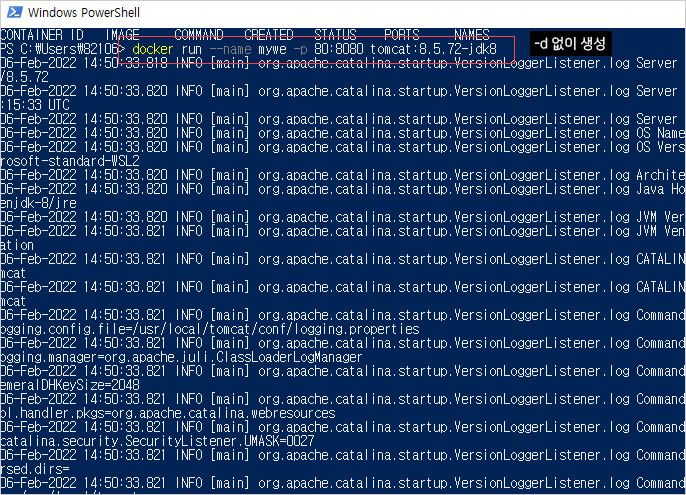 Windows PowerShell
CONTAINER ID   IMAGE     COMMAND   CREATED   STATUS    PORTS     NAMES
PS C:\Users\82106> docker run --name mywe -p 80:8080 tomcat:8.5.72-jdk8
-d 없이 생성
06-Feb-2022 14:50:33.818 INFO [main] org.apache.catalina.startup.VersionLoggerListener.log Server
/8.5.72
06-Feb-2022 14:50:33.820 INFO [main] org.apache.catalina.startup.VersionLoggerListener.log Server
:15:33 UTC
06-Feb-2022 14:50:33.820 INFO [main] org.apache.catalina.startup.VersionLoggerListener.log Server
06-Feb-2022 14:50:33.820 INFO [main] org.apache.catalina.startup.VersionLoggerListener.log OS Name
06-Feb-2022 14:50:33.820 INFO [main] org.apache.catalina.startup.VersionLoggerListener.log OS Vers
rosoft-standard-WSL2
06-Feb-2022 14:50:33.820 INFO [main] org.apache.catalina.startup.VersionLoggerListener.log Archite
06-Feb-2022 14:50:33.820 INFO [main] org.apache.catalina.startup.VersionLoggerListener.log Java Ho
enjdk-8/jre
06-Feb-2022 14:50:33.820 INFO [main] org.apache.catalina.startup.VersionLoggerListener.log JVM Ver
06-Feb-2022 14:50:33.821 INFO [main] org.apache.catalina.startup.VersionLoggerListener.log JVM Ven
ation
06-Feb-2022 14:50:33.821 INFO [main] org.apache.catalina.startup.VersionLoggerListener.log CATALIN
mcat
06-Feb-2022 14:50:33.821 INFO [main] org.apache.catalina.startup.VersionLoggerListener.log CATALIN
mcat
06-Feb-2022 14:50:33.821 INFO [main] org.apache.catalina.startup.VersionLoggerListener.log Command
ogging.config.file=/usr/local/tomcat/conf/logging.properties
06-Feb-2022 14:50:33.821 INFO [main] org.apache.catalina.startup.VersionLoggerListener.log Command
ogging.manager=org.apache.juli.ClassLoaderLogManager
06-Feb-2022 14:50:33.821 INFO [main] org.apache.catalina.startup.VersionLoggerListener.log Command
emeralDHKeySize=2048
06-Feb-2022 14:50:33.821 INFO [main] org.apache.catalina.startup.VersionLoggerListener.log Command
ol.handler.pkgs=org.apache.catalina.webresources
06-Feb-2022 14:50:33.822 INFO [main] org.apache.catalina.startup.VersionLoggerListener.log Command
catalina.security.SecurityListener.UMASK=0027
06-Feb-2022 14:50:33.822 INFO [main] org.apache.catalina.startup.VersionLoggerListener.log Command
rsed.dirs=
06-Feb-2022 14:50:33.822 INFO [main] org.apache.catalina.startup.VersionLoggerListener.log Command